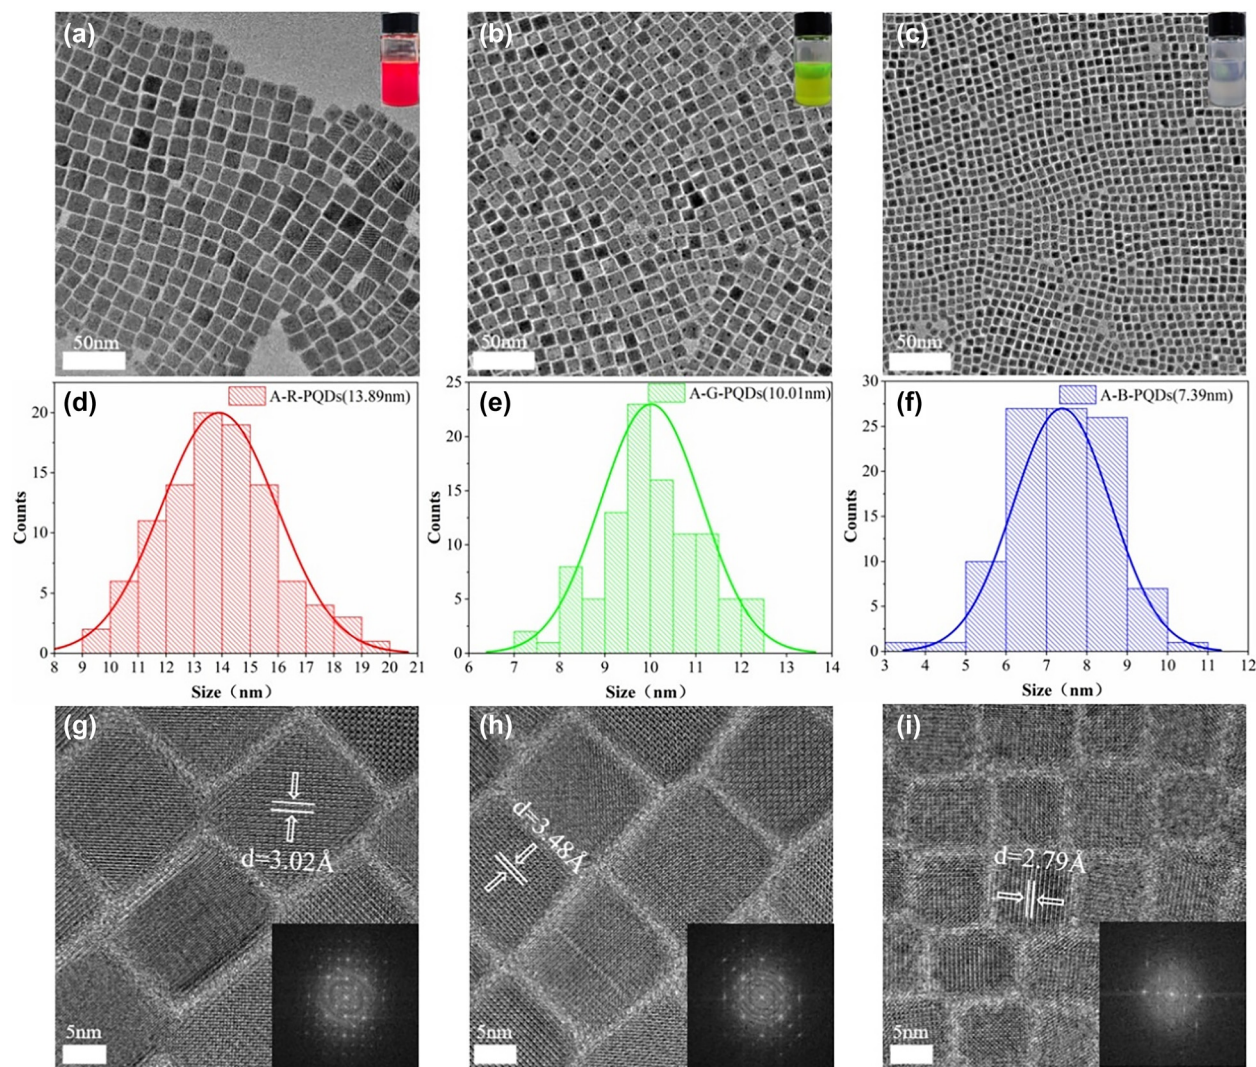 (a)
(b)
(c)
50nm
50nm
50nm
(d)
A-R-PQDs(13.89nm)
20
15
10
5
0
Counts
8 9 10 11 12 13 14 15 16 17 18 19 20 21
Size（nm）
(e)
A-G-PQDs(10.01nm)
25
20
15
10
5
0
Counts
6 7 8 9 10 11 12 13 14
Size（nm）
(f)
A-B-PQDs(7.39nm)
30
25
20
15
10
5
0
Counts
3 4 5 6 7 8 9 10 11 12
Size（nm）
(g)
d=3.02Å
5nm
(h)
d=3.48Å
5nm
(i)
d=2.79Å
5nm